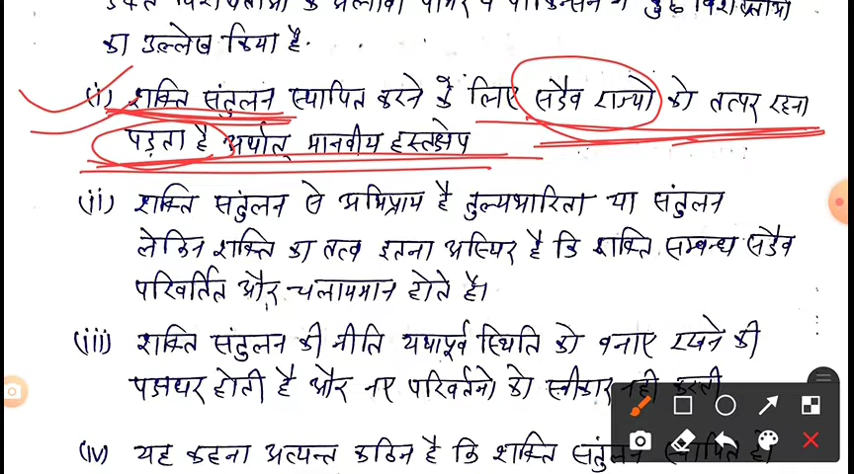 उक्त विशेषताओं के अलावा पामर व पर्किन्सन ने कुछ विशेषताओं
का उल्लेख किया है.
(i) शक्ति संतुलन स्थापित करने के लिए सदैव राज्यों को तत्पर रहना
पड़ता है अर्थात् मानवीय हस्तक्षेप
(ii) शक्ति संतुलन से अभिप्राय है तुल्यभारिता या संतुलन
लेकिन शक्ति का तत्व इतना अस्थिर है कि शक्ति सम्बन्ध सदैव
परिवर्तित और चलायमान होते है।
(iii) शक्ति संतुलन की नीति यथापूर्व स्थिति को बनाए रखने की
पक्षधर होती है और नए परिवर्तनो को स्वीकार नही करती
(iv) यह कहना अत्यन्त कठिन है कि शक्ति संतुलन स्थापित हो